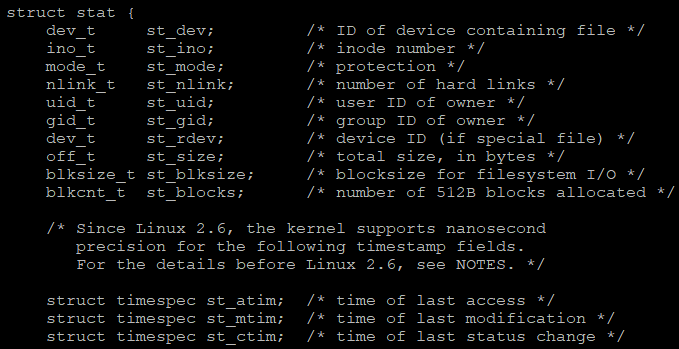 struct stat {
    dev_t     st_dev;         /* ID of device containing file */
    ino_t     st_ino;         /* inode number */
    mode_t    st_mode;        /* protection */
    nlink_t   st_nlink;       /* number of hard links */
    uid_t     st_uid;         /* user ID of owner */
    gid_t     st_gid;         /* group ID of owner */
    dev_t     st_rdev;        /* device ID (if special file) */
    off_t     st_size;        /* total size, in bytes */
    blksize_t st_blksize;     /* blocksize for filesystem I/O */
    blkcnt_t  st_blocks;      /* number of 512B blocks allocated */

    /* Since Linux 2.6, the kernel supports nanosecond
       precision for the following timestamp fields.
       For the details before Linux 2.6, see NOTES. */

    struct timespec st_atim;  /* time of last access */
    struct timespec st_mtim;  /* time of last modification */
    struct timespec st_ctim;  /* time of last status change */